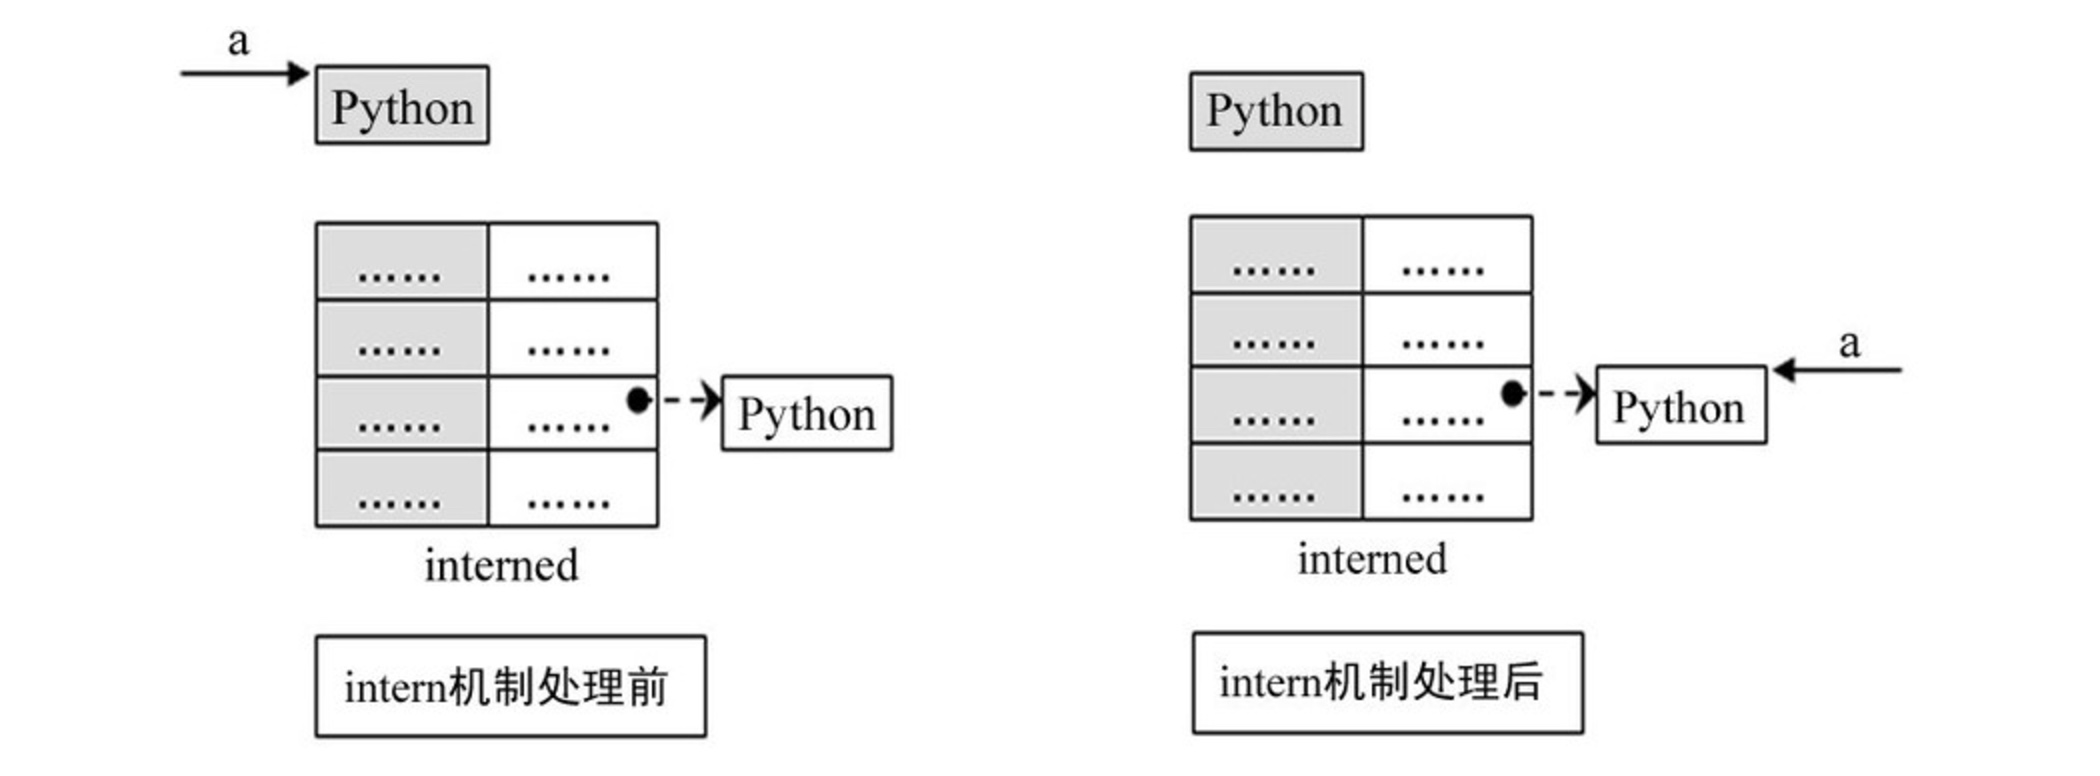 a
Python
…… ……
…… ……
…… ……
…… ……
Python
interned
intern机制处理前
Python
…… ……
…… ……
…… ……
…… ……
a
Python
interned
intern机制处理后